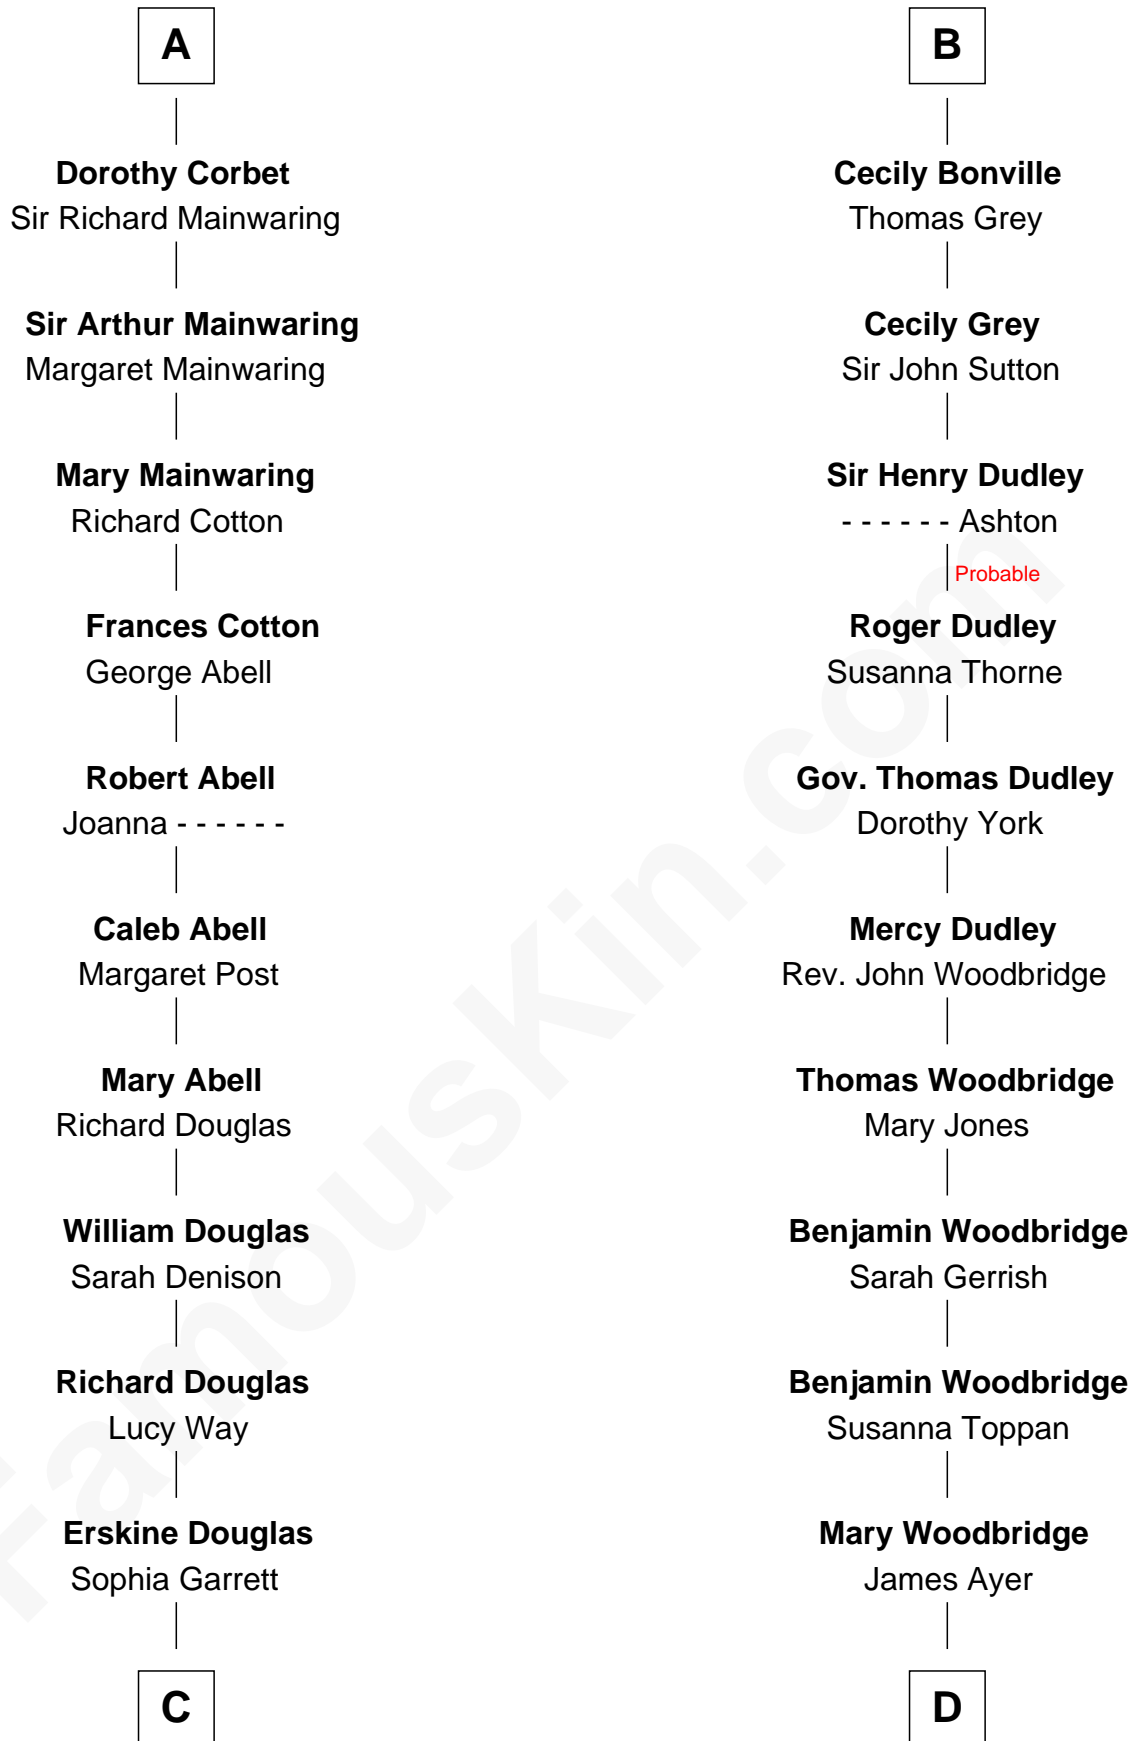 A
Dorothy Corbet
Sir Richard Mainwaring
Sir Arthur Mainwaring
Margaret Mainwaring
Mary Mainwaring
Richard Cotton
Frances Cotton
George Abell
Robert Abell
Joanna - - - - - -
Caleb Abell
Margaret Post
Mary Abell
Richard Douglas
William Douglas
Sarah Denison
Richard Douglas
Lucy Way
Erskine Douglas
Sophia Garrett
C
B
Cecily Bonville
Thomas Grey
Cecily Grey
Sir John Sutton
Sir Henry Dudley
- - - - - - Ashton
Probable
Roger Dudley
Susanna Thorne
Gov. Thomas Dudley
Dorothy York
Mercy Dudley
Rev. John Woodbridge
Thomas Woodbridge
Mary Jones
Benjamin Woodbridge
Sarah Gerrish
Benjamin Woodbridge
Susanna Toppan
Mary Woodbridge
James Ayer
D
FamousKin.com